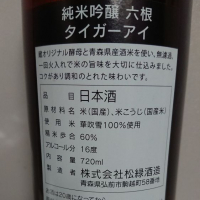 純米吟醸 六根
タイガーアイ
蔵オリジナル酵母と青森県産酒米を使い、無濾過、
一回火入れで米の旨味を大切に仕込みました。
コクがあり調和のとれた味わいです。
品目 日本酒
原材料名 米(国産)、米こうじ(国産米)
使用米 華吹雪100%使用
精米歩合 60%
アルコール分 16度
内容量 720ml
製造者 株式会社松緑酒造
青森県弘前市駒越町58番地